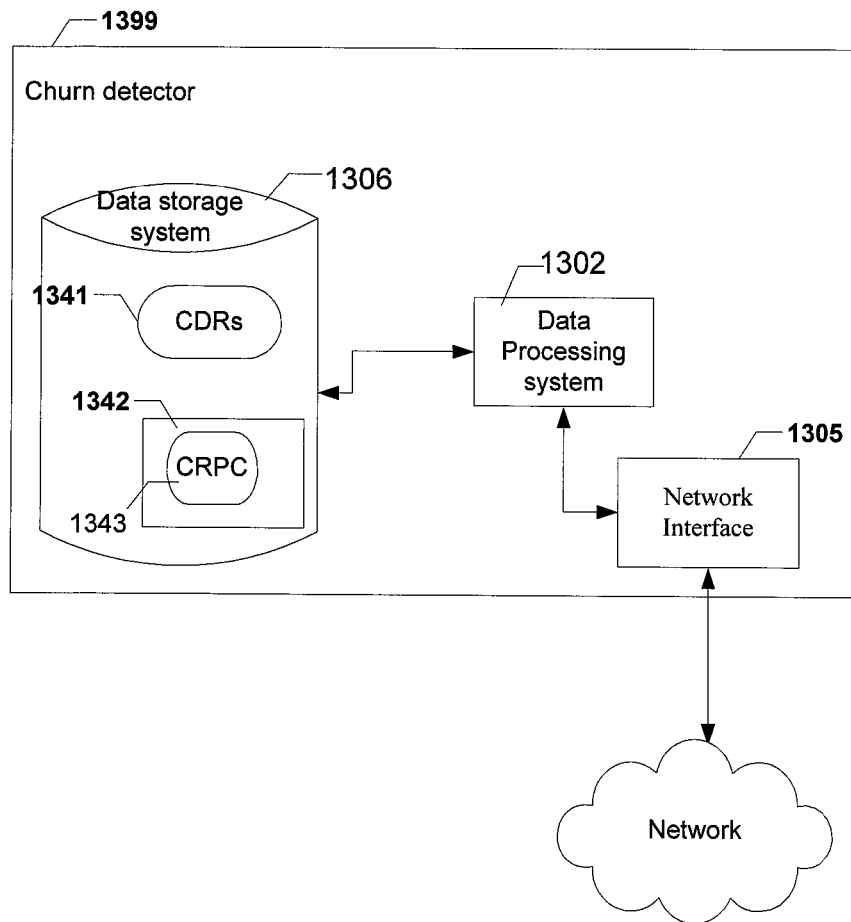 1399
Churn detector
1306
Data storage
system
1341
CDRs
1302
Data
Processing
system
1342
CRPC
1343
1305
Network
Interface
Network